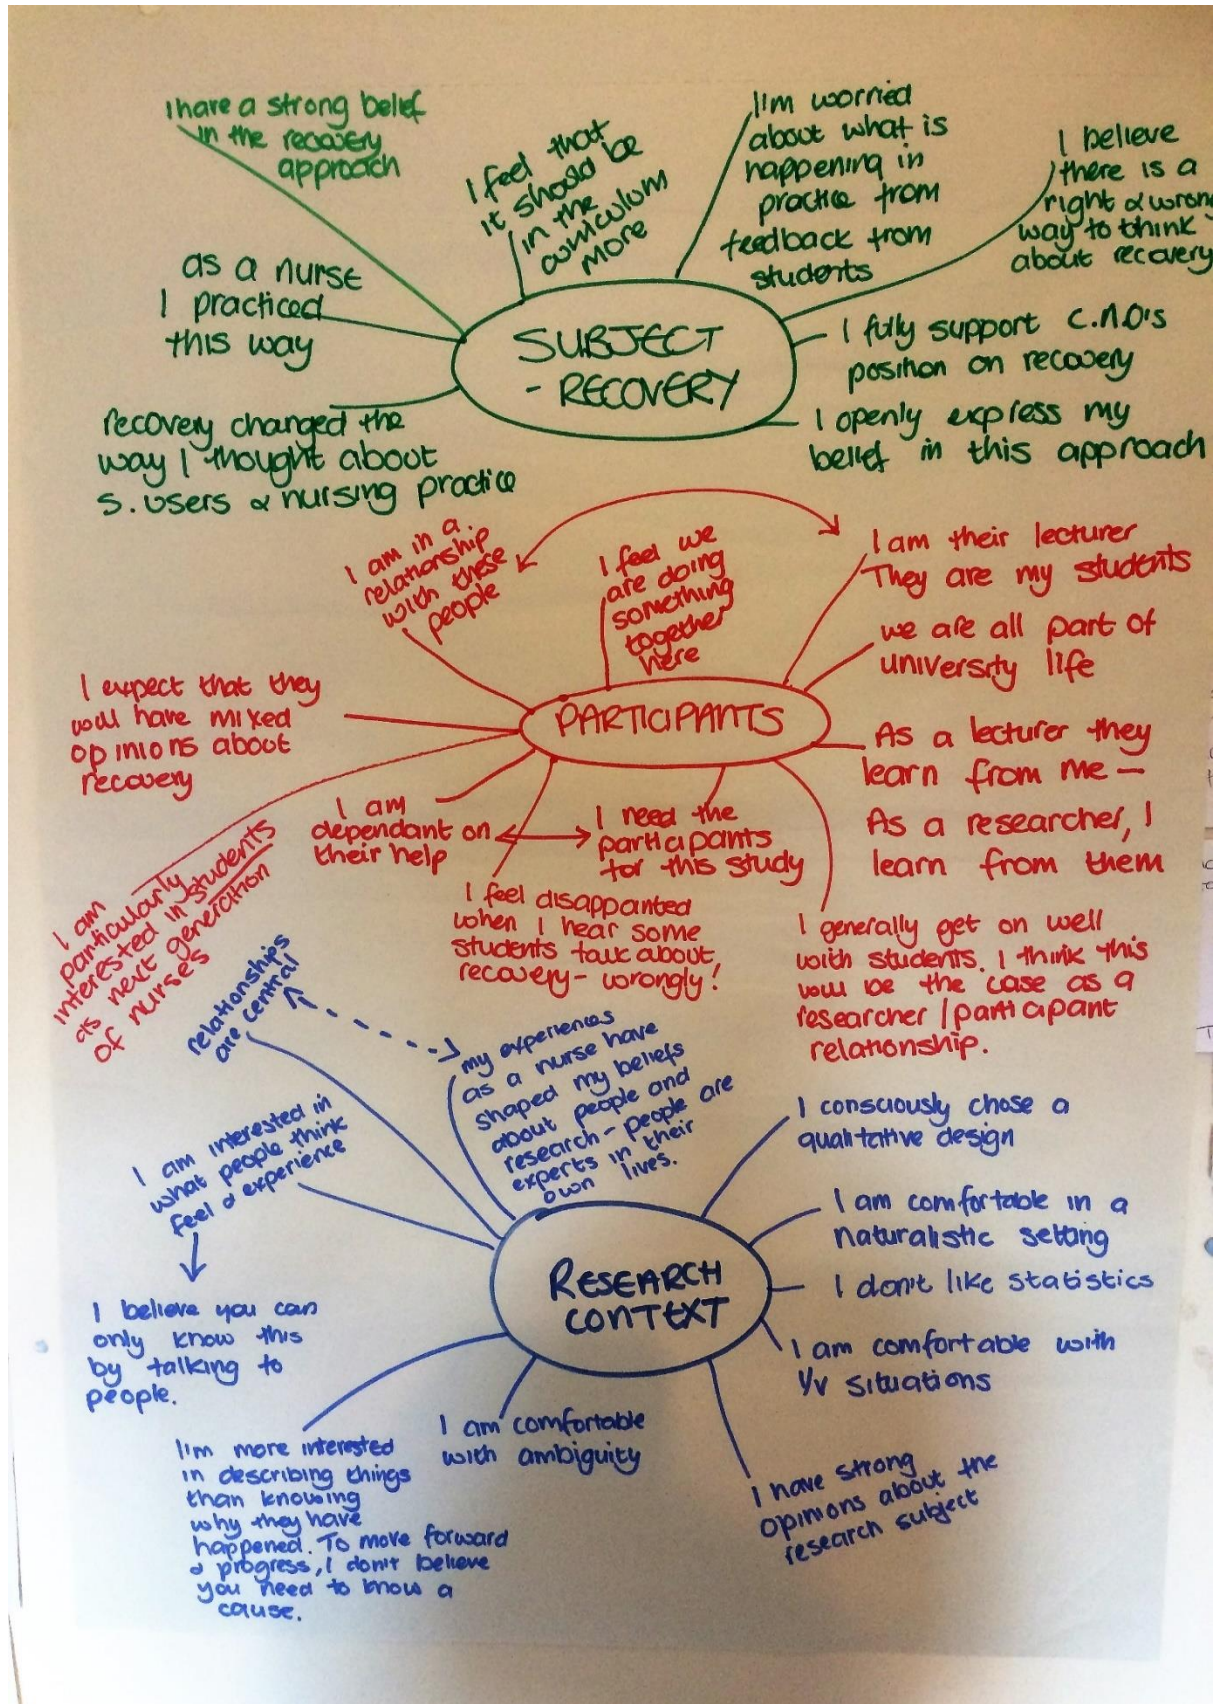 I have a strong belief
in the recovery
approach
I feel that
it should be
in the
curriculum
more
I'm worried
about what is
happening in
practice from
feedback from
students
I believe
there is a
right & wrong
way to think
about recovery
as a nurse
I practiced
this way
SUBJECT
- RECOVERY
I fully support C.N.O's
position on recovery
recovery changed the
way I thought about
s. users & nursing practice
I openly express my
belief in this approach
I am in a
relationship
with these
people
I feel we
are doing
something
together
here
I am their lecturer
They are my students
we are all part of
university life
I expect that they
will have mixed
opinions about
recovery
PARTICIPANTS
As a lecturer they
learn from me —
As a researcher, I
learn from them
I am
dependant on
their help
I need the
participants
for this study
I am
particularly
interested in students
as next generation
of nurse's
I feel disappanted
when I hear some
students talk about,
recovery - wrongly!
I generally get on well
with students. I think this
will be the case as a
researcher / participant
relationship.
relationships
are central
my experiences
as a nurse have
shaped my beliefs
about people and
research - people are
experts in their
own lives.
I consciously chose a
qualitative design
I am interested in
what people think
feel & experience
I am comfortable in a
naturalistic setting
RESEARCH
CONTEXT
I don't like statistics
I believe you can
only know this
by talking to
people.
I am comfortable with
I/V situations
I'm more interested
in describing things
than knowing
why they have
happened. To move forward
& progress, I don't believe
you need to know a
cause.
I am comfortable
with ambiguity
I have strong
opinions about the
research subject